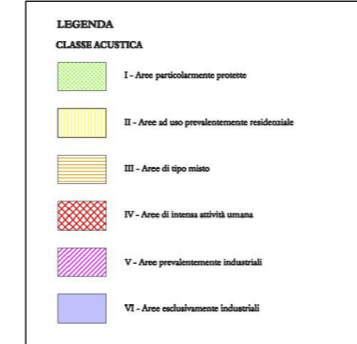 LEGENDA
CLASSE ACUSTICA
I - Aree particolarmente protette
II - Aree ad uso prevalentemente residenziale
III - Aree di tipo misto
IV - Aree di intensa attività umana
V - Aree prevalentemente industriali
VI - Aree esclusivamente industriali